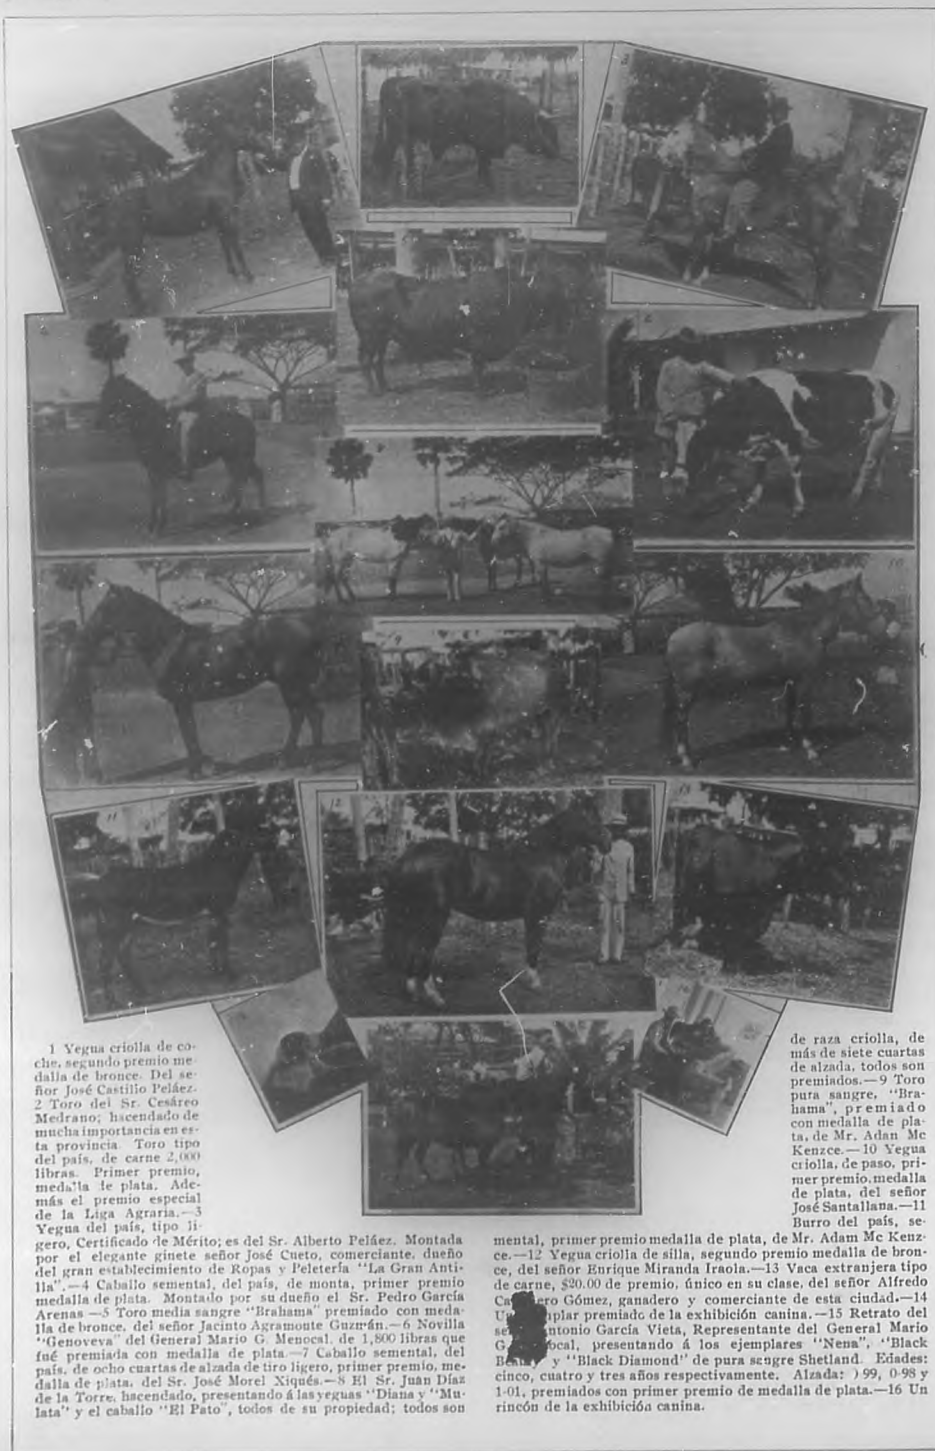 1 Yegua criolla de co-
che, segundo premio me-
dalla de bronce. Del se-
ñor José Castillo Peláez.
2 Toro del Sr. Cesáreo
Medrano; hacendado de
mucha importancia en es-
ta provincia. Toro tipo
del país, de carne 2,000
libras. Primer premio,
medalla de plata. Ade-
más el premio especial
de la Liga Agraria.—3
Yegua del país, tipo li-
gero, Certificado de Mérito; es del Sr. Alberto Peláez. Montada
por el elegante ginete señor José Cueto, comerciante, dueño
del gran establecimiento de Ropas y Peletería "La Gran Anti-
lla".—4 Caballo semental, del país, de monta, primer premio
medalla de plata. Montado por su dueño el Sr. Pedro García
Arenas —5 Toro media sangre "Brahama" premiado con meda-
lla de bronce, del señor Jacinto Agramonte Guzmán.—6 Novilla
"Genoveva" del General Mario G. Menocal, de 1,800 libras que
fué premiada con medalla de plata.—7 Caballo semental, del
país, de ocho cuartas de alzada de tiro ligero, primer premio, me-
dalla de plata, del Sr. José Morel Xiqués.—8 El Sr. Juán Díaz
de la Torre, hacendado, presentando á las yeguas "Diana y "Mu-
lata" y el caballo "El Pato", todos de su propiedad; todos son
de raza criolla, de
más de siete cuartas
de alzada, todos son
premiados.—9 Toro
pura sangre, "Bra-
hama", premiado
con medalla de pla-
ta, de Mr. Adan Mc
Kenzce.—10 Yegua
criolla, de paso, pri-
mer premio, medalla
de plata, del señor
José Santallana.—11
Burro del país, se-
mental, primer premio medalla de plata, de Mr. Adam Mc Kenz-
ce.—12 Yegua criolla de silla, segundo premio medalla de bron-
ce, del señor Enrique Miranda Iraola.—13 Vaca extranjera tipo
de carne, $20.00 de premio, único en su clase, del señor Alfredo
Gómez, ganadero y comerciante de esta ciudad.—14
plar premiado de la exhibición canina.—15 Retrato del
ntonio García Vieta, Representante del General Mario
ocal, presentando á los ejemplares "Nena", "Black
y "Black Diamond" de pura sangre Shetland. Edades:
cinco, cuatro y tres años respectivamente. Alzada: 0 99, 0·98 y
1·01, premiados con primer premio de medalla de plata.—16 Un
rincón de la exhibición canina.